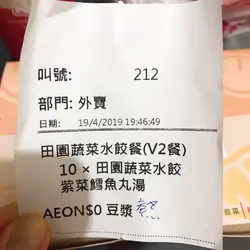 叫號: 212
部門: 外賣
日期: 19/4/2019 19:46:49
田園蔬菜水餃餐(V2餐)
10 × 田園蔬菜水餃
紫菜鱈魚丸湯
AEON$0 豆漿